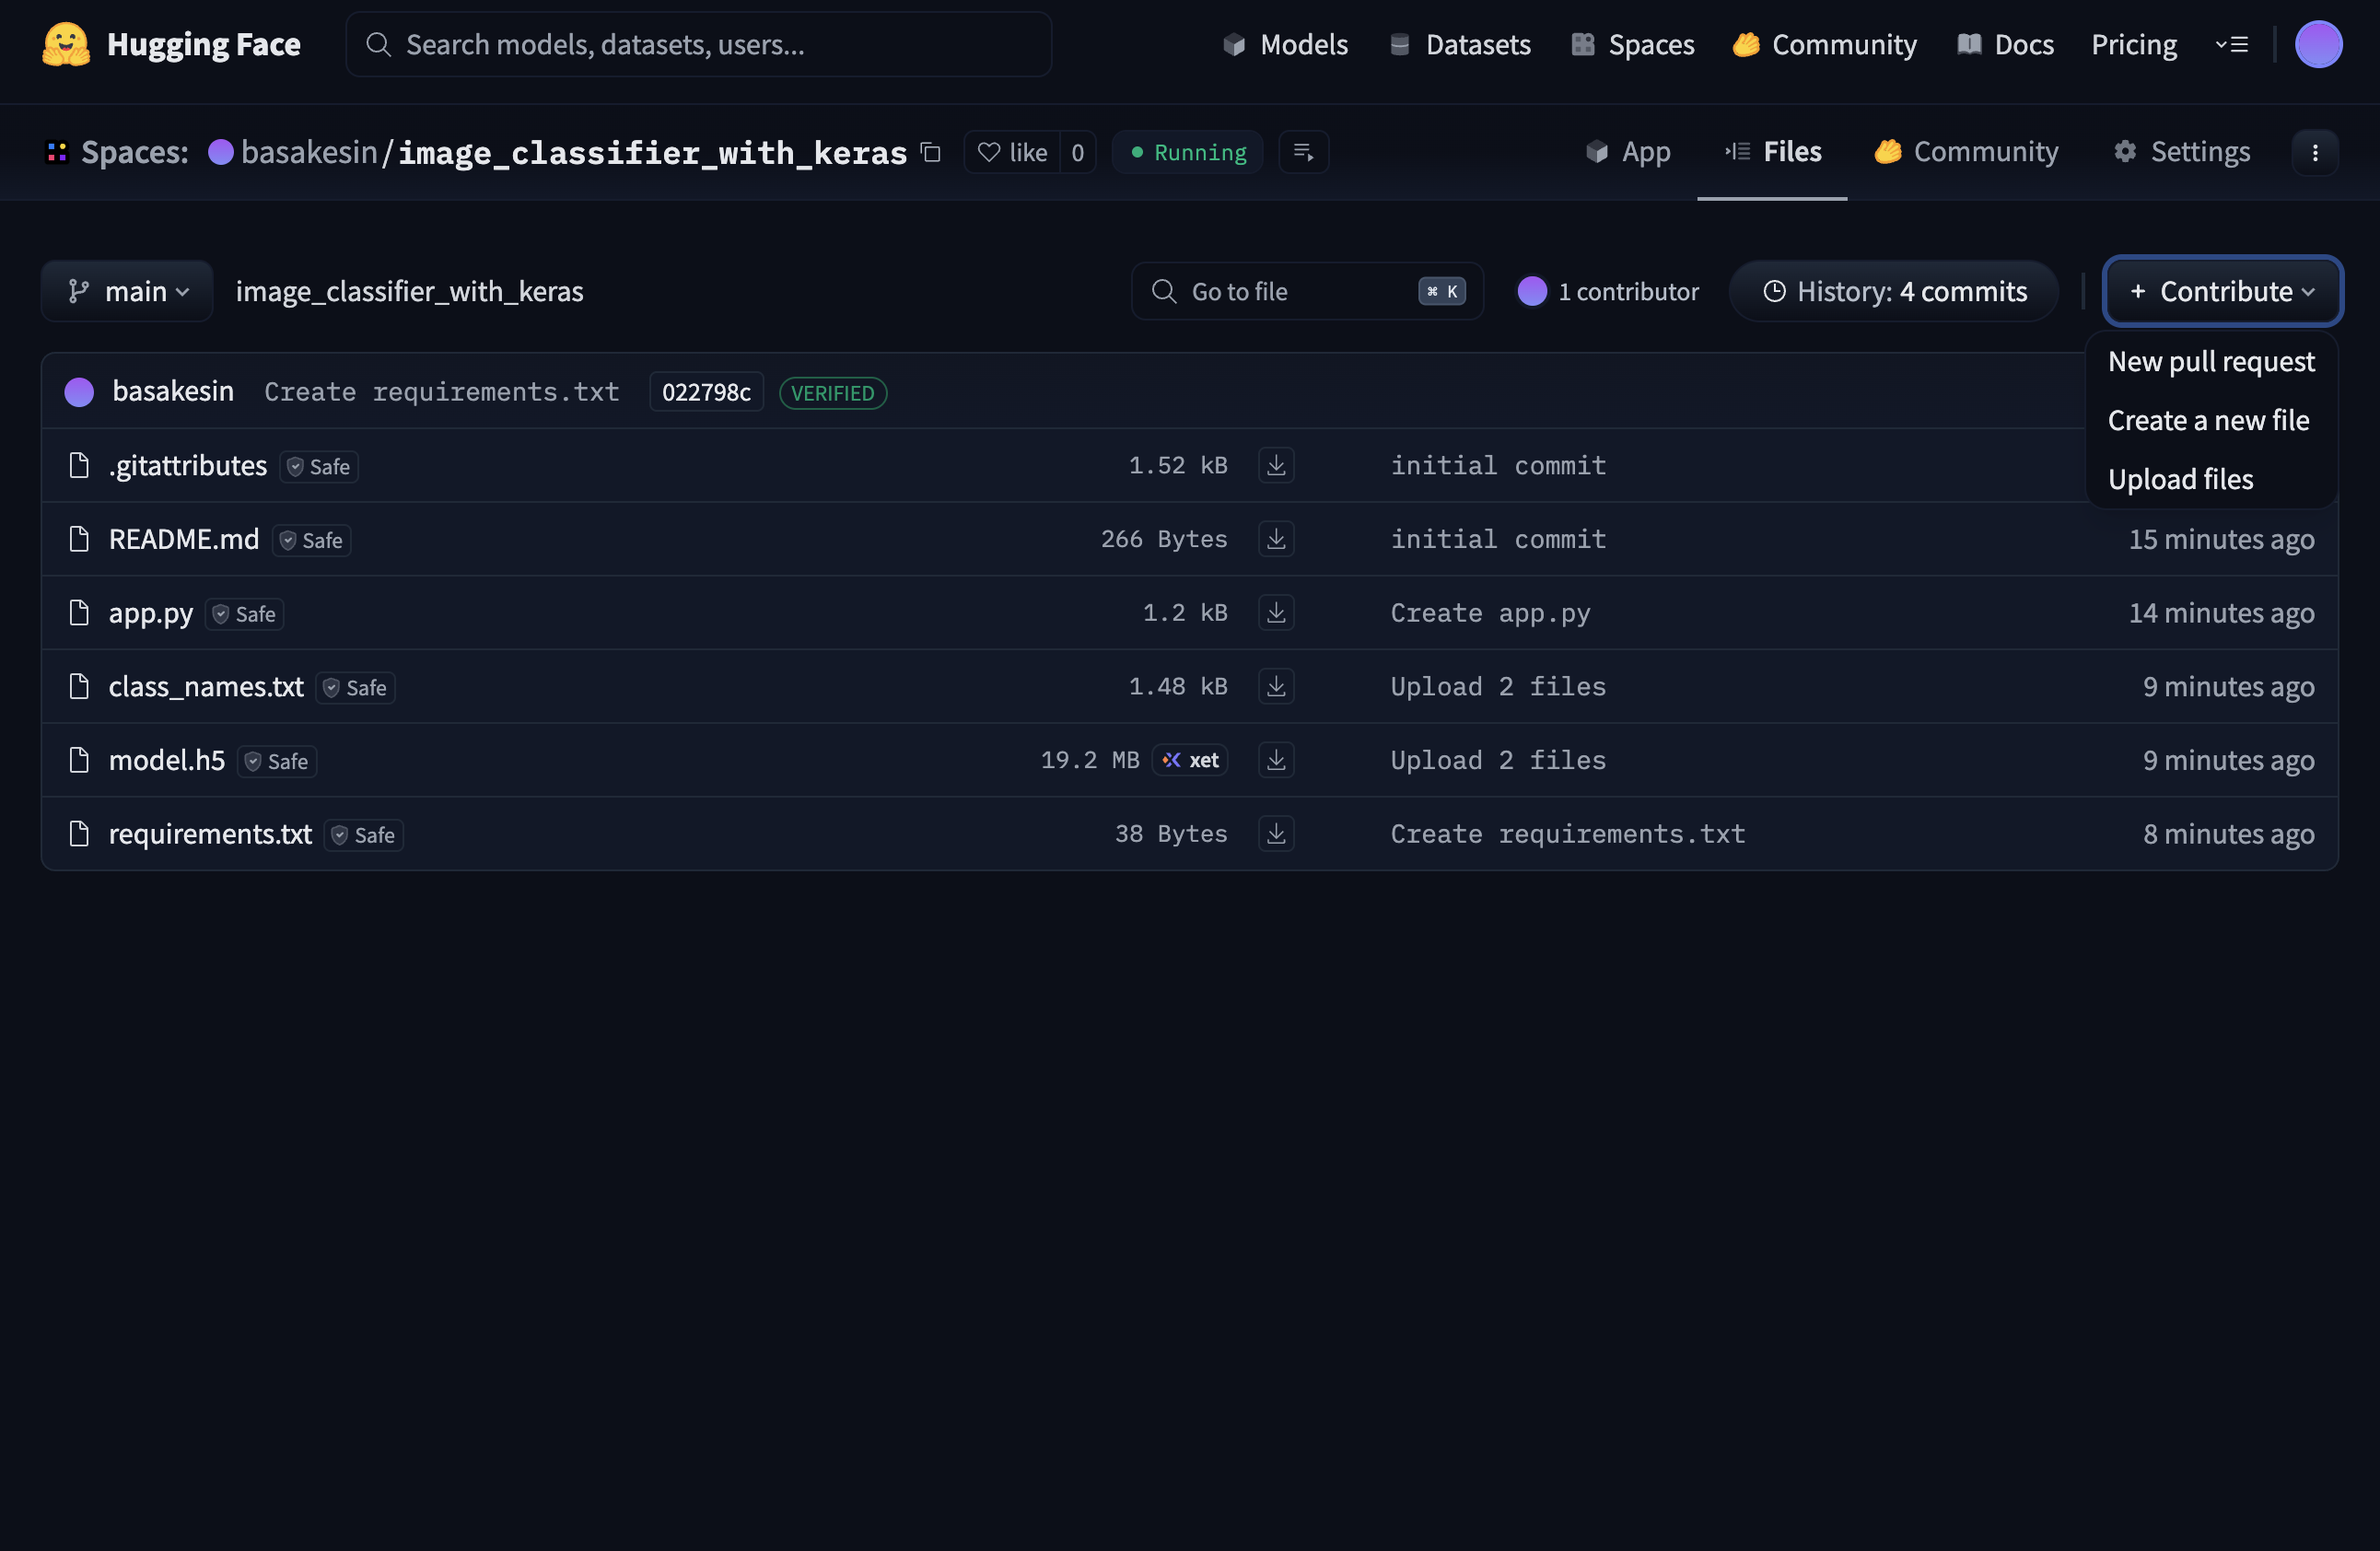 Hugging Face Search models, datasets, users... Models Datasets Spaces Community Docs Pricing
Spaces: basakesin/image_classifier_with_keras like 0 Running App Files Community Settings
main image_classifier_with_keras Go to file ⌘ K 1 contributor History: 4 commits + Contribute
New pull request
Create a new file
Upload files
basakesin Create requirements.txt 022798c VERIFIED
.gitattributes Safe 1.52 kB initial commit
README.md Safe 266 Bytes initial commit 15 minutes ago
app.py Safe 1.2 kB Create app.py 14 minutes ago
class_names.txt Safe 1.48 kB Upload 2 files 9 minutes ago
model.h5 Safe 19.2 MB xet Upload 2 files 9 minutes ago
requirements.txt Safe 38 Bytes Create requirements.txt 8 minutes ago